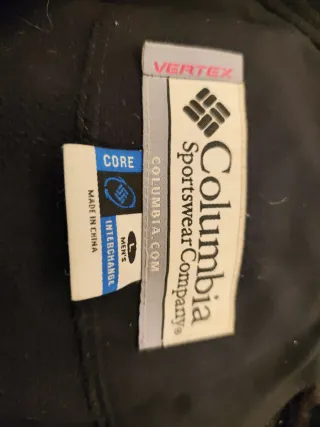 VERTEX
Columbia
Sportswear Company®
COLUMBIA.COM
CORE
INTERCHANGE
L
MEN'S
MADE IN CHINA